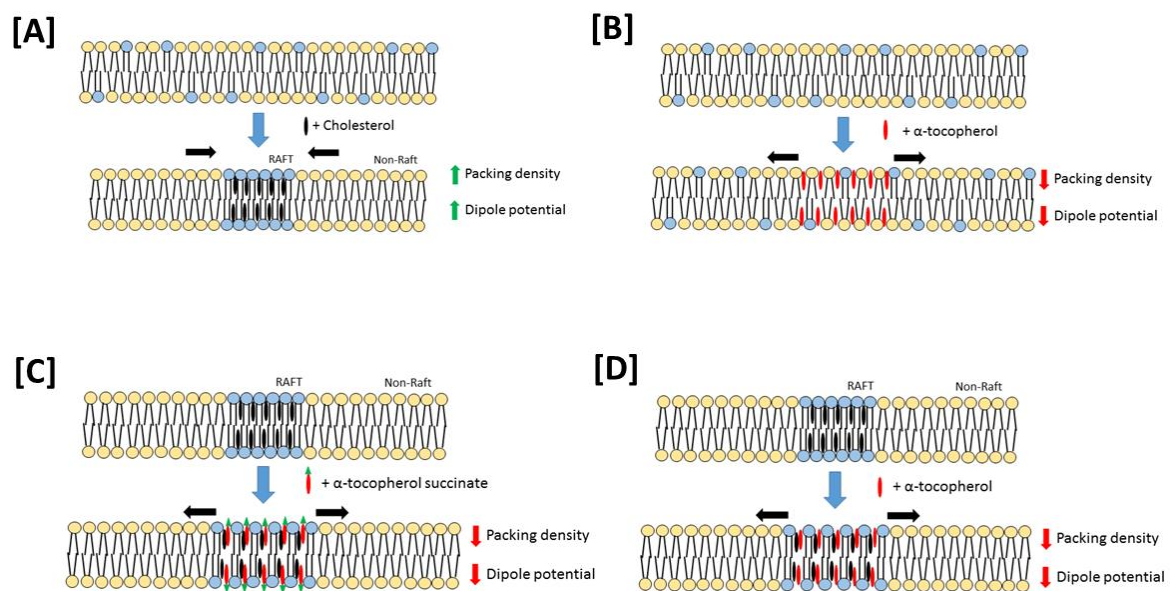 [A]
+ Cholesterol
RAFT
Non-Raft
Packing density
Dipole potential
[B]
+ α-tocopherol
Packing density
Dipole potential
[C]
RAFT
Non-Raft
+ α-tocopherol succinate
Packing density
Dipole potential
[D]
RAFT
Non-Raft
+ α-tocopherol
Packing density
Dipole potential